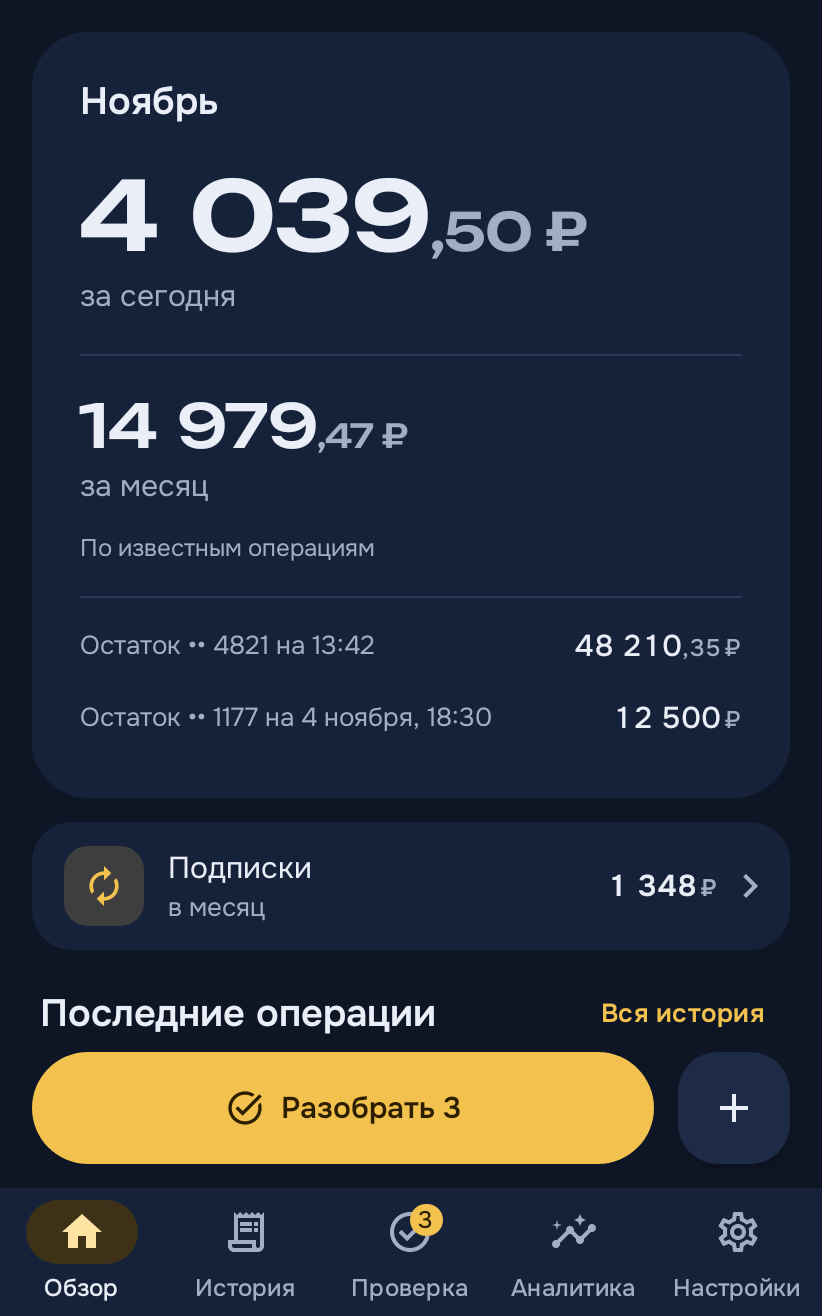 Ноябрь
4 039,50 ₽
за сегодня
14 979,47 ₽
за месяц
По известным операциям
Остаток •• 4821 на 13:42 48 210,35 ₽
Остаток •• 1177 на 4 ноября, 18:30 12 500 ₽
Подписки
в месяц
1 348 ₽
Последние операции Вся история
Разобрать 3
3
Обзор История Проверка Аналитика Настройки